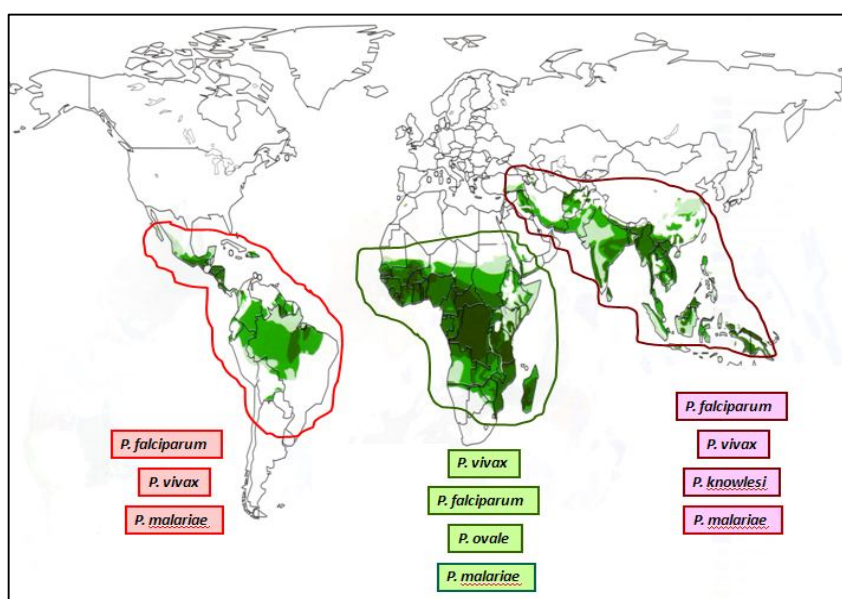 P. falciparum
P. vivax
P. malariae
P. vivax
P. falciparum
P. ovale
P. malariae
P. falciparum
P. vivax
P. knowlesi
P. malariae